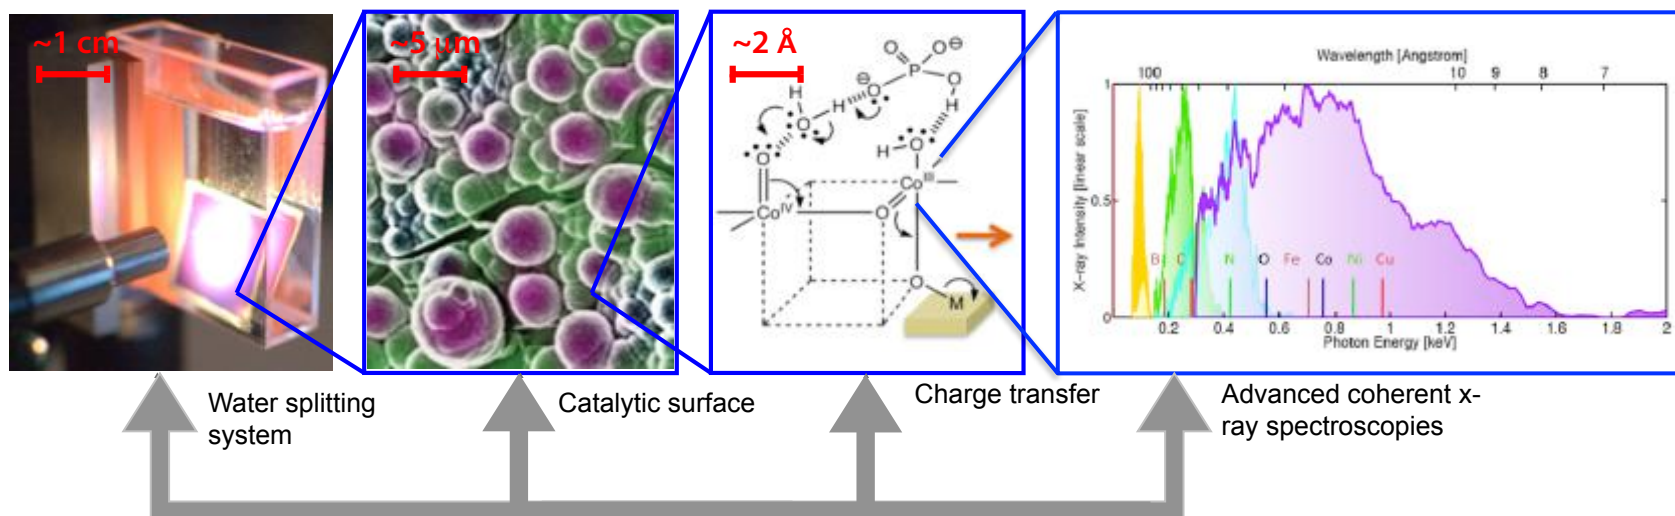 ~1 cm
~5 μm
~2 Å
O
O ⊖
P
⊖
O
OH
H
H
O
H
H
O
H O
Co III
Co IV
O
O
M
Wavelength [Angstrom]
100 10 9 8 7
X-ray Intensity [linear scale]
1
0.5
0
B C N O Fe Co Ni Cu
0.2 0.4 0.6 0.8 1 1.2 1.4 1.6 1.8 2
Photon Energy [keV]
Water splitting
system
Catalytic surface
Charge transfer
Advanced coherent x-
ray spectroscopies